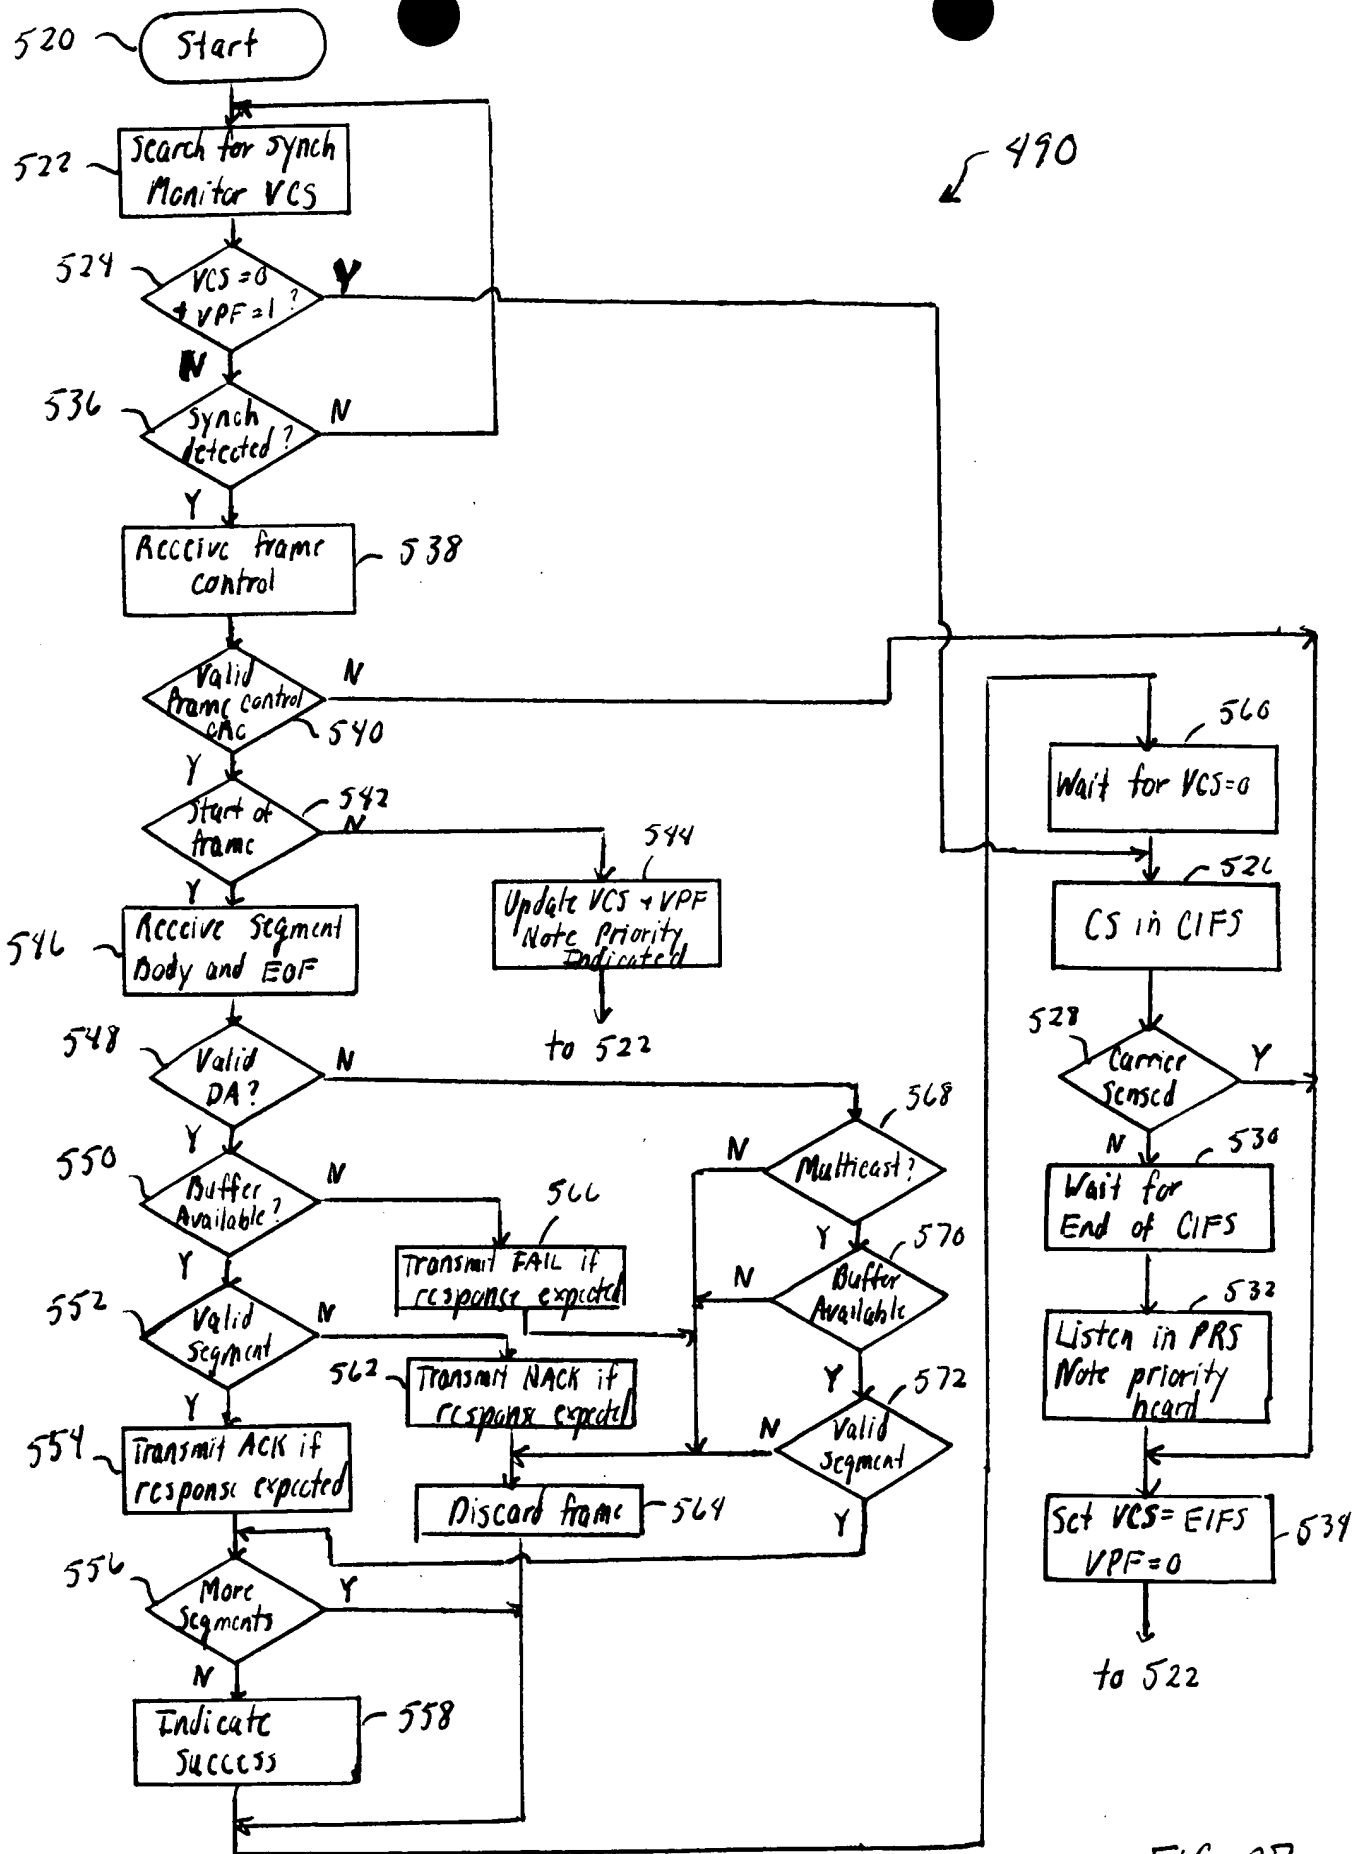 520
Start
522
Search for synch
Monitor VCS
490
524
VCS = 0
+ VPF = 1 ?
Y
N
536
Synch
detected ?
N
Y
Receive frame
control
538
Valid
frame control
CRC
N
540
Y
Start of
frame
542
N
Y
544
Update VCS + VPF
Note Priority
Indicated
to 522
546
Receive Segment
Body and EOF
548
Valid
DA?
N
Y
550
Buffer
Available?
N
Y
566
Transmit FAIL if
response expected
552
Valid
segment
N
Y
562
Transmit NACK if
response expected
554
Transmit ACK if
response expected
Discard frame
564
556
More
Segments
Y
N
Indicate
Success
558
568
Multicast?
N
Y
570
Buffer
Available
N
Y
572
Valid
segment
N
Y
560
Wait for VCS=0
526
CS in CIFS
528
Carrier
Sensed
Y
N
530
Wait for
End of CIFS
532
Listen in PRS
Note priority
heard
Set VCS = EIFS
VPF = 0
534
to 522